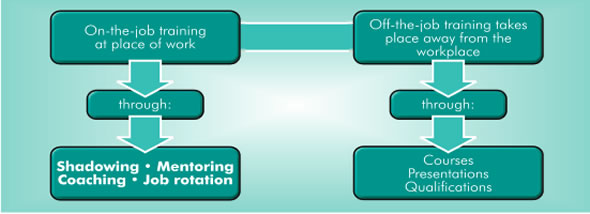 On-the-job training
at place of work
Off-the-job training takes
place away from the
workplace
through:
through:
Shadowing • Mentoring
Coaching • Job rotation
Courses
Presentations
Qualifications